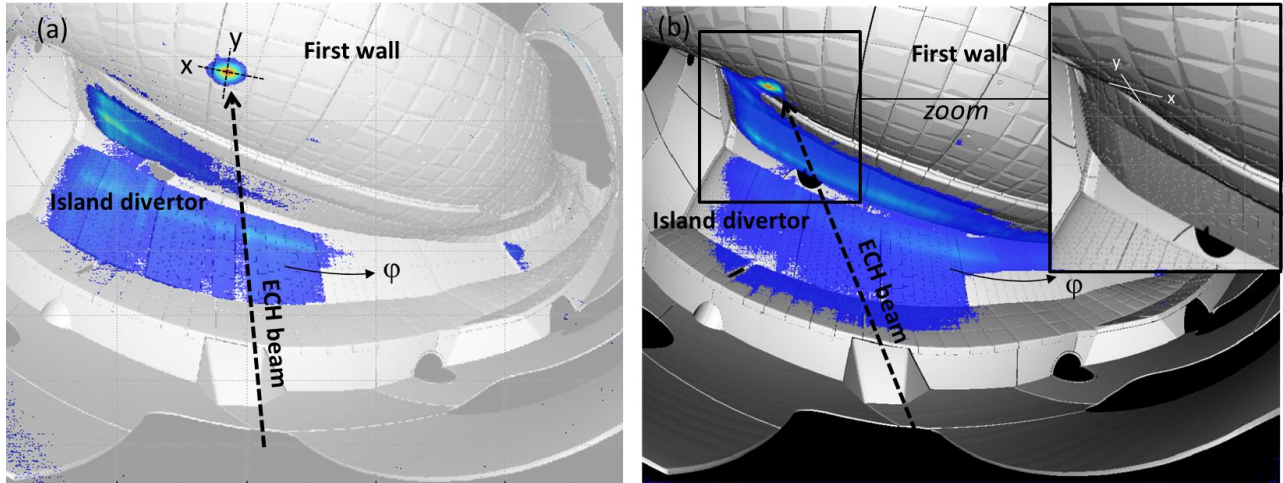 (a)
y
x
First wall
Island divertor
φ
ECH beam
(b)
First wall
zoom
y
x
Island divertor
φ
ECH beam